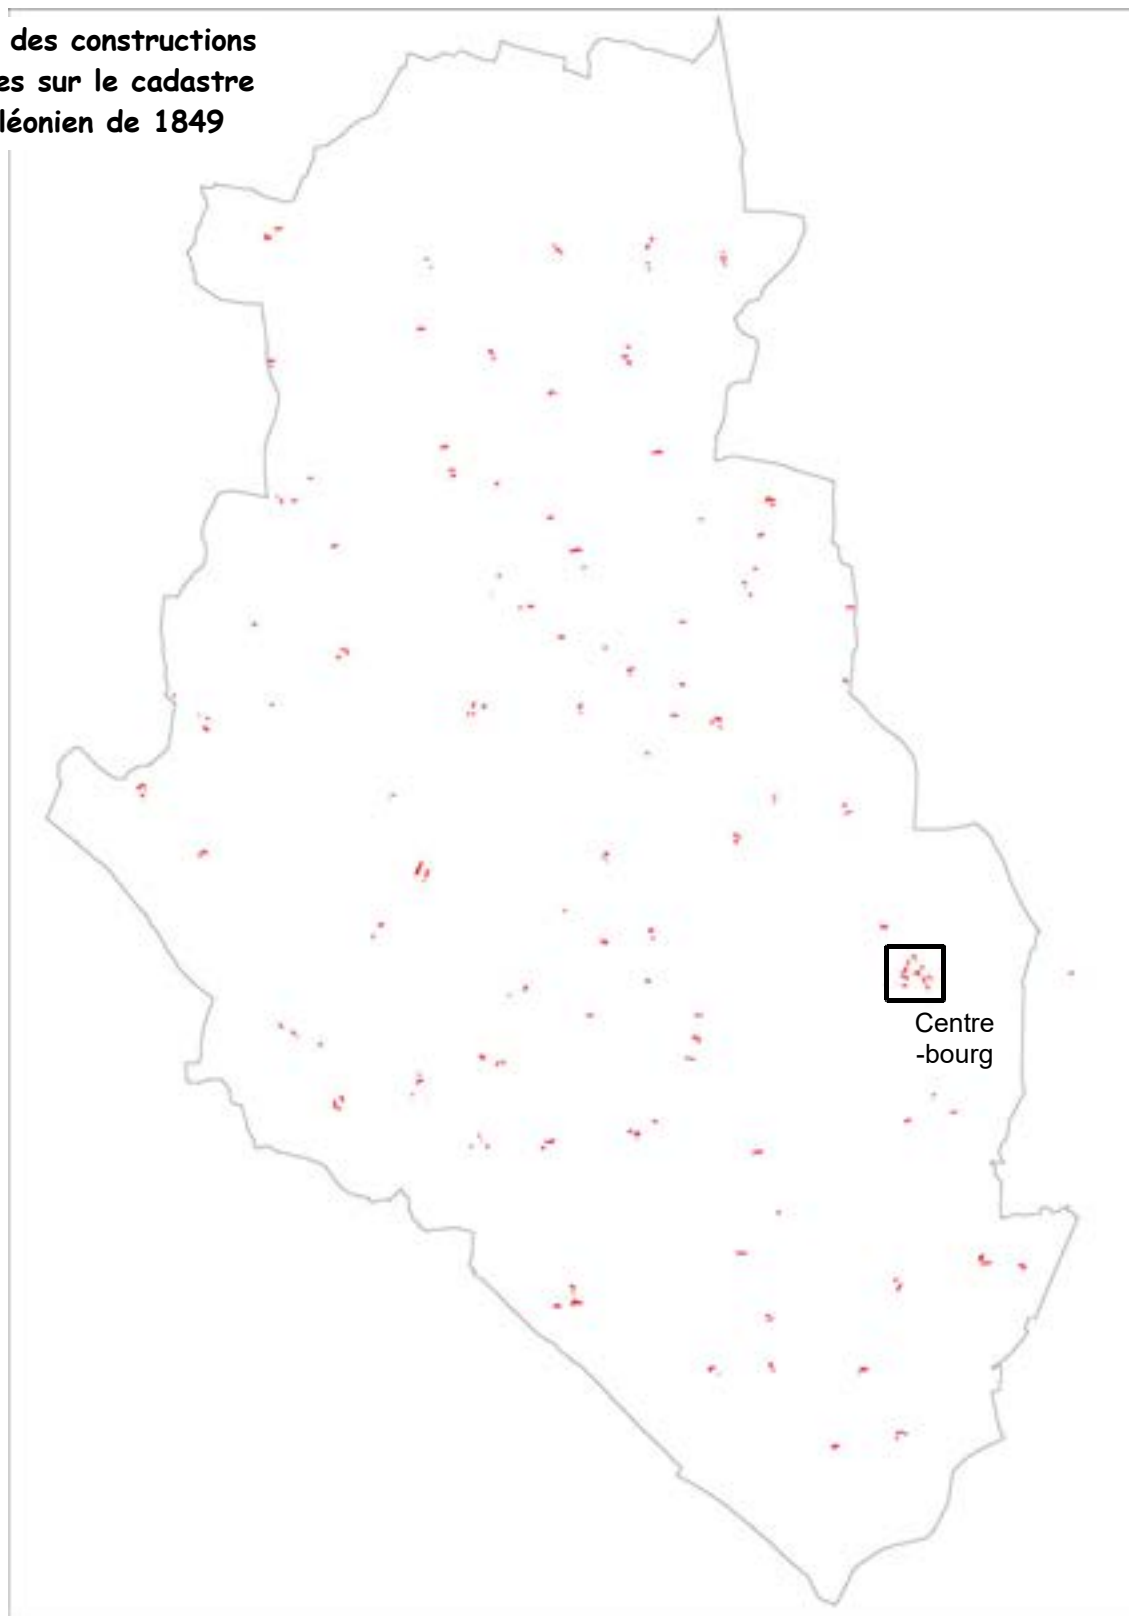 des constructions
es sur le cadastre
léonien de 1849
Centre
-bourg